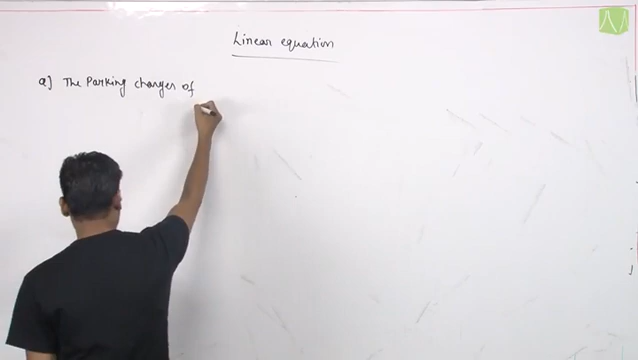 Linear equation
a] The Parking charges of